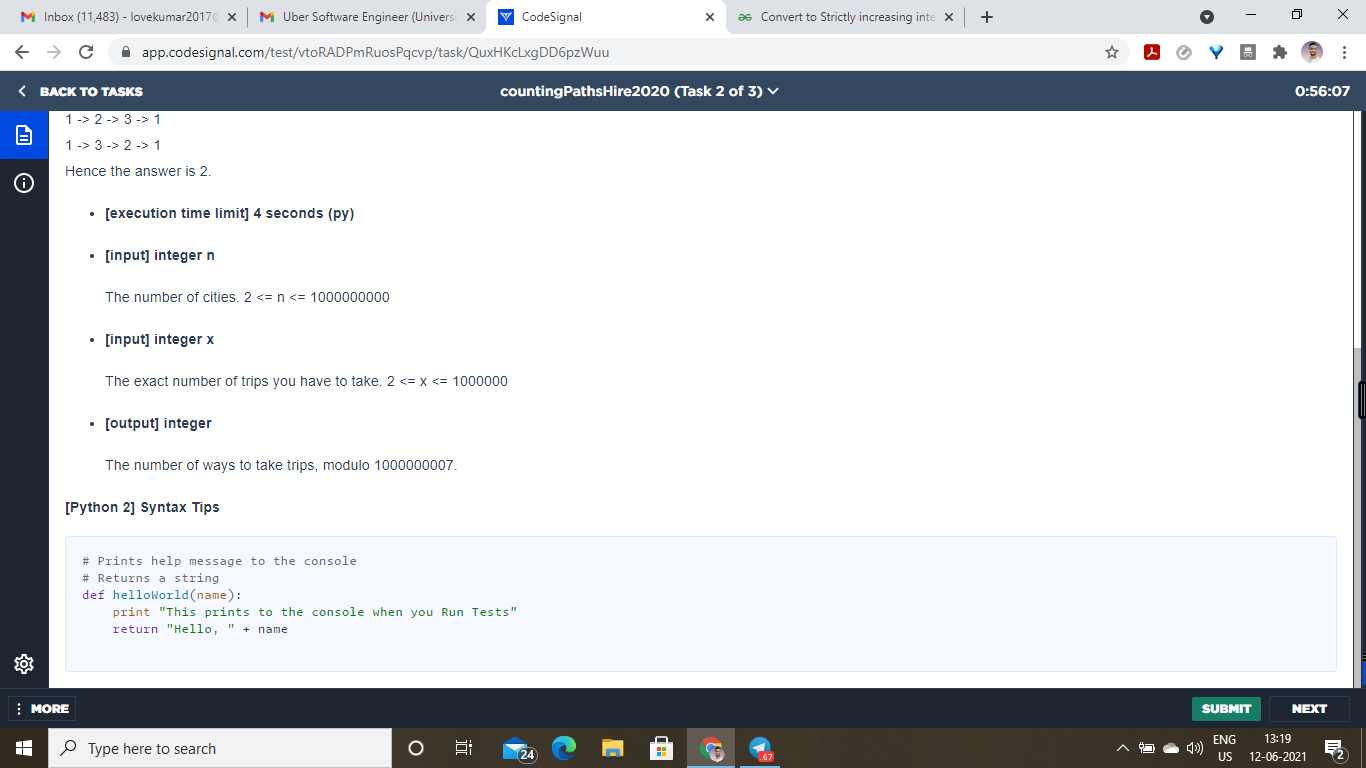 Inbox (11,483) - lovekumar2017@
Uber Software Engineer (Universi
CodeSignal
Convert to Strictly increasing inte
app.codesignal.com/test/vtoRADPmRuosPqcvp/task/QuxHKcLxgDD6pzWuu
BACK TO TASKS
countingPathsHire2020 (Task 2 of 3)
0:56:07
1 -> 2 -> 3 -> 1
1 -> 3 -> 2 -> 1
Hence the answer is 2.
• [execution time limit] 4 seconds (py)
• [input] integer n
The number of cities. 2 <= n <= 1000000000
• [input] integer x
The exact number of trips you have to take. 2 <= x <= 1000000
• [output] integer
The number of ways to take trips, modulo 1000000007.
[Python 2] Syntax Tips
# Prints help message to the console
# Returns a string
def helloWorld(name):
    print "This prints to the console when you Run Tests"
    return "Hello, " + name
MORE
SUBMIT
NEXT
Type here to search
24
67
ENG
US
13:19
12-06-2021
2